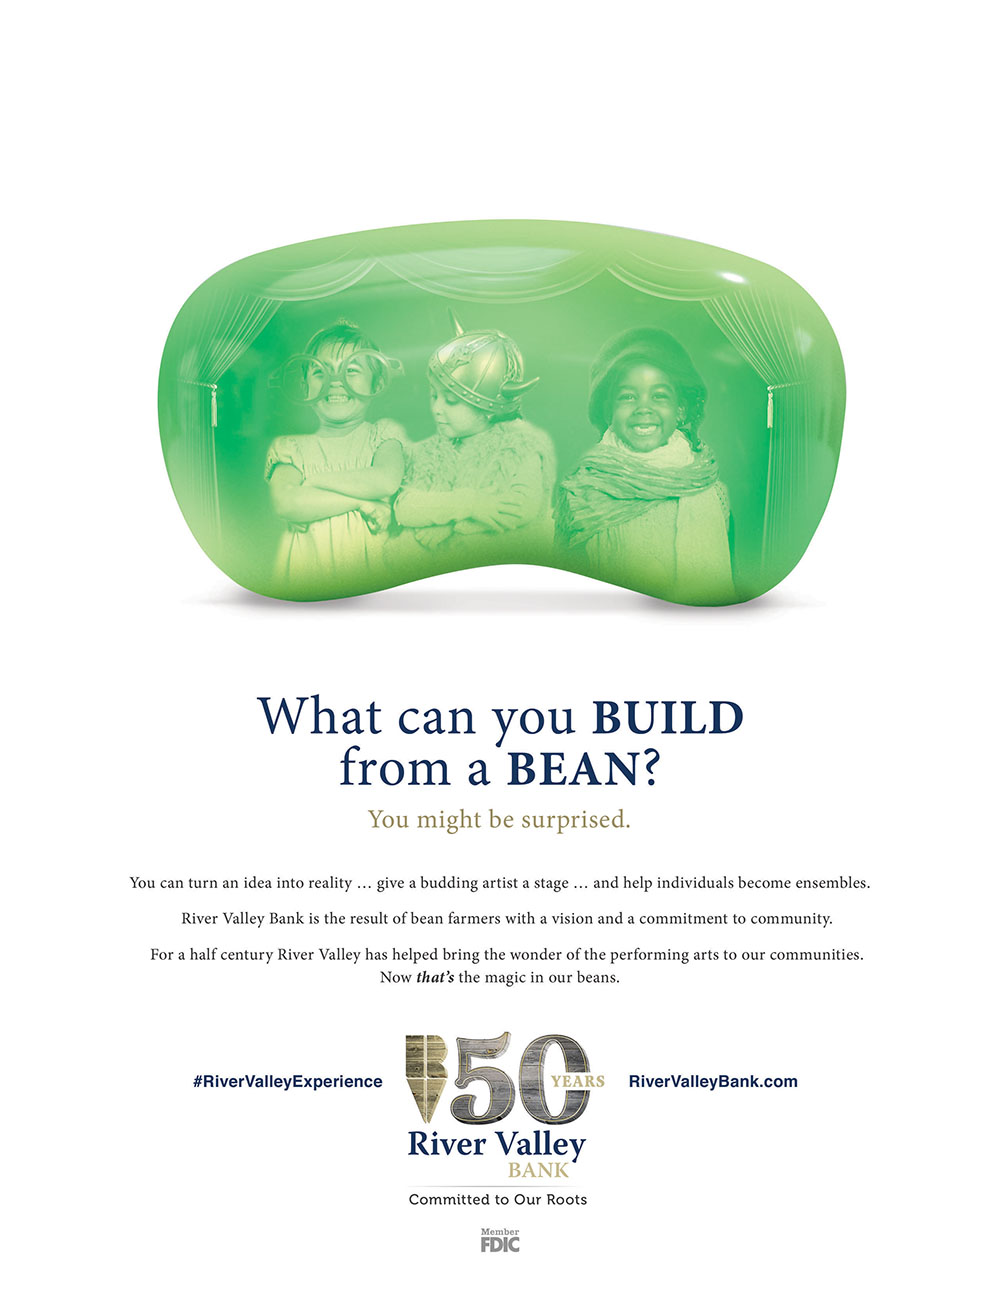 What can you BUILD
from a BEAN?
You might be surprised.
You can turn an idea into reality … give a budding artist a stage … and help individuals become ensembles.
River Valley Bank is the result of bean farmers with a vision and a commitment to community.
For a half century River Valley has helped bring the wonder of the performing arts to our communities.
Now that’s the magic in our beans.
#RiverValleyExperience
RV 50 YEARS
River Valley
BANK
Committed to Our Roots
RiverValleyBank.com
Member
FDIC